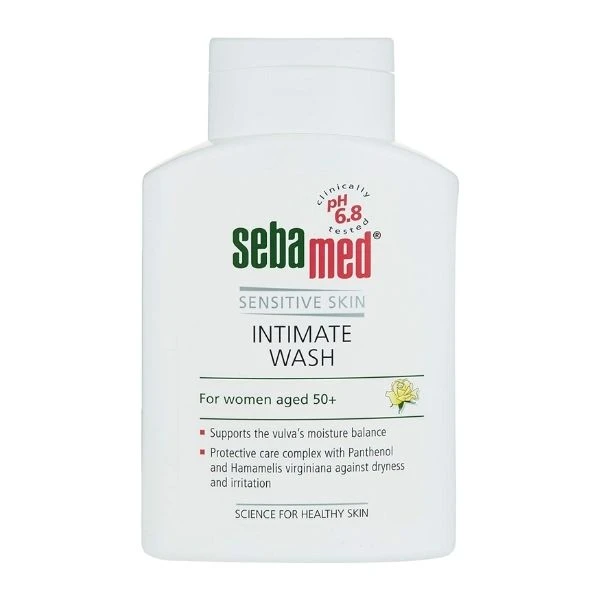 clinically
pH
6.8
tested
sebamed®
SENSITIVE SKIN
INTIMATE
WASH
For women aged 50+
▪ Supports the vulva's moisture balance
▪ Protective care complex with Panthenol
and Hamamelis virginiana against dryness
and irritation
SCIENCE FOR HEALTHY SKIN